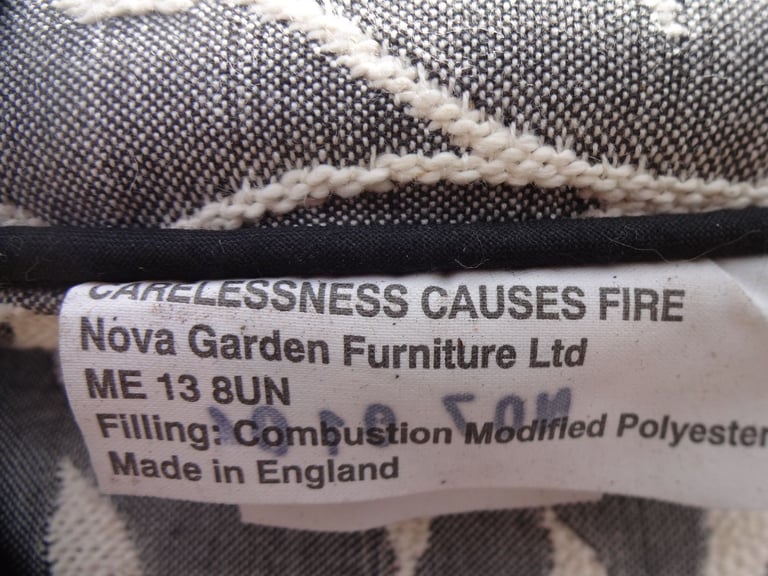 CARELESSNESS CAUSES FIRE
Nova Garden Furniture Ltd
ME 13 8UN
Filling: Combustion Modified Polyester
Made in England